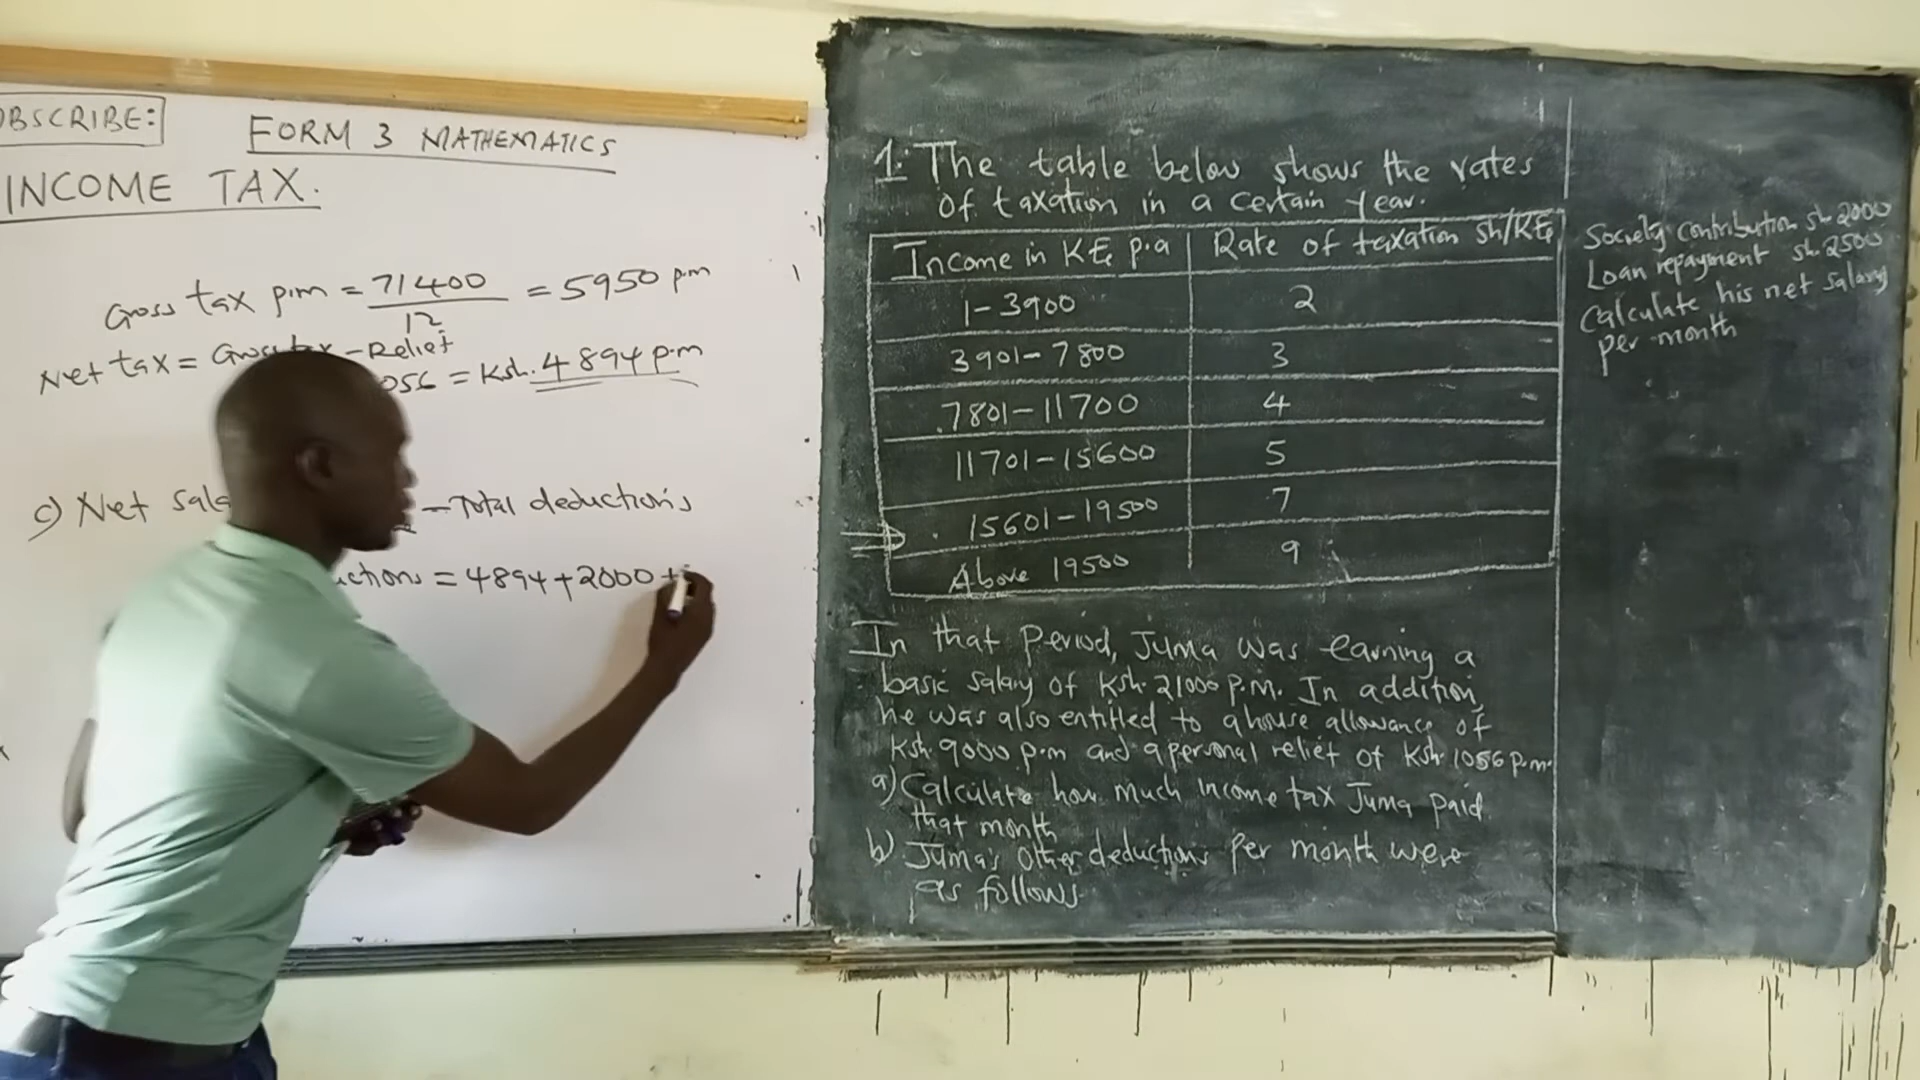 OBSCRIBE:
FORM 3 MATHEMATICS
INCOME TAX.
Gross tax p.m = 71400 = 5950 p.m
12
Net tax = Gross tax - Relief
056 = Ksh. 4894 p.m
c) Net sala - Total deductions
uctions = 4894 + 2000 +
1. The table below shows the rates
of taxation in a certain year.
Income in K£ p.a Rate of taxation sh/K£
1 - 3900 2
3901 - 7800 3
7801 - 11700 4
11701 - 15600 5
15601 - 19500 7
Above 19500 9
In that period, Juma was earning a
basic salary of Ksh. 21000 P.M. In addition,
he was also entitled to a house allowance of
Ksh. 9000 p.m and a personal relief of Ksh. 1056 p.m.
a) Calculate how much income tax Juma paid
that month
b) Juma's other deductions per month were
as follows.
Society contribution sh. 2000
Loan repayment sh. 2500
Calculate his net salary
per month